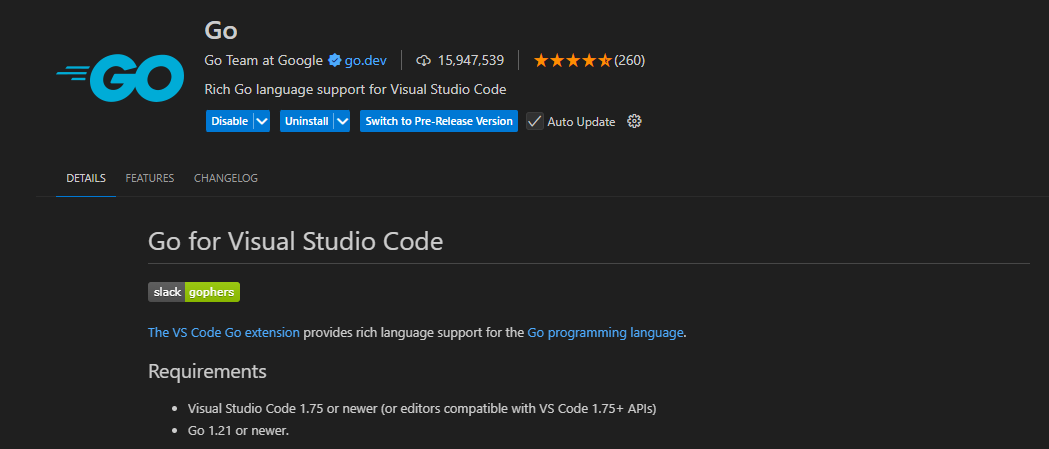 Go
GO
Go Team at Google go.dev 15,947,539 (260)
Rich Go language support for Visual Studio Code
Disable Uninstall Switch to Pre-Release Version Auto Update
DETAILS FEATURES CHANGELOG
Go for Visual Studio Code
slack gophers
The VS Code Go extension provides rich language support for the Go programming language.
Requirements
• Visual Studio Code 1.75 or newer (or editors compatible with VS Code 1.75+ APIs)
• Go 1.21 or newer.